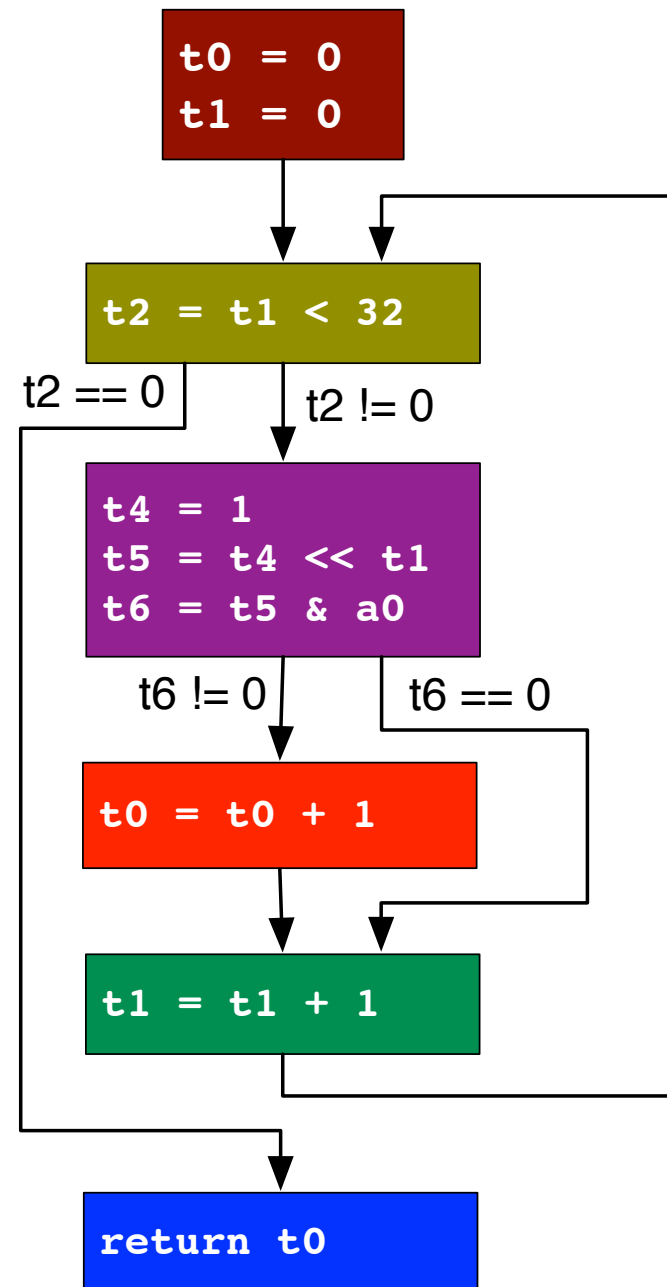 t0 = 0
t1 = 0
t2 = t1 < 32
t2 == 0
t2 != 0
t4 = 1
t5 = t4 << t1
t6 = t5 & a0
t6 != 0
t6 == 0
t0 = t0 + 1
t1 = t1 + 1
return t0